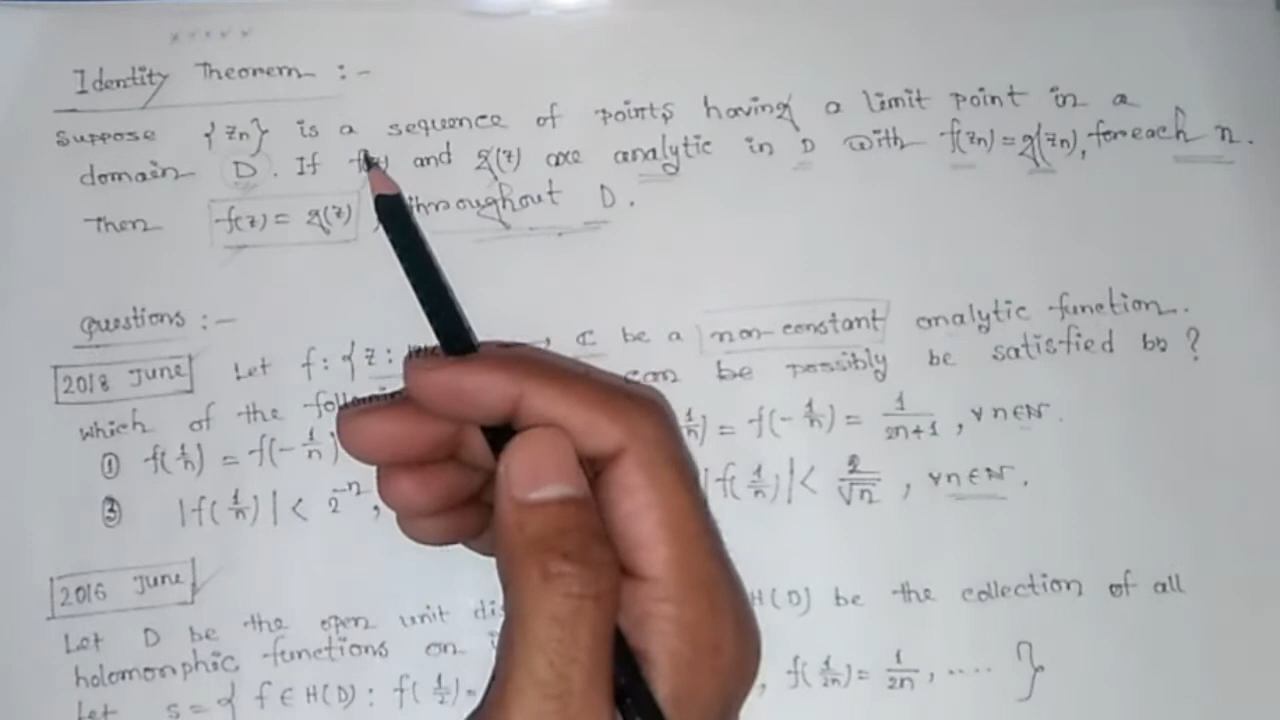 x x x x x
Identity Theorem :-
Suppose {zn} is a sequence of points having a limit point in a
domain D. If and g(z) are analytic in D with f(zn) = g(zn), for each n.
Then f(z) = g(z), throughout D.
Questions :-
2018 June Let f: {z: C be a non-constant analytic function.
which of the can be possibly be satisfied by ?
① f(1/n) = f(-1/n) 1/n) = f(-1/n) = 1/2n+1, ∀ n∈N.
③ |f(1/n)| < 2^-n, |f(1/n)| < 2/√n, ∀ n∈N.
2016 June
Let D be the open unit H(D) be the collection of all
holomorphic functions on
Let S = { f ∈ H(D) : f(1/2) = , f(1/2n) = 1/2n, .... }